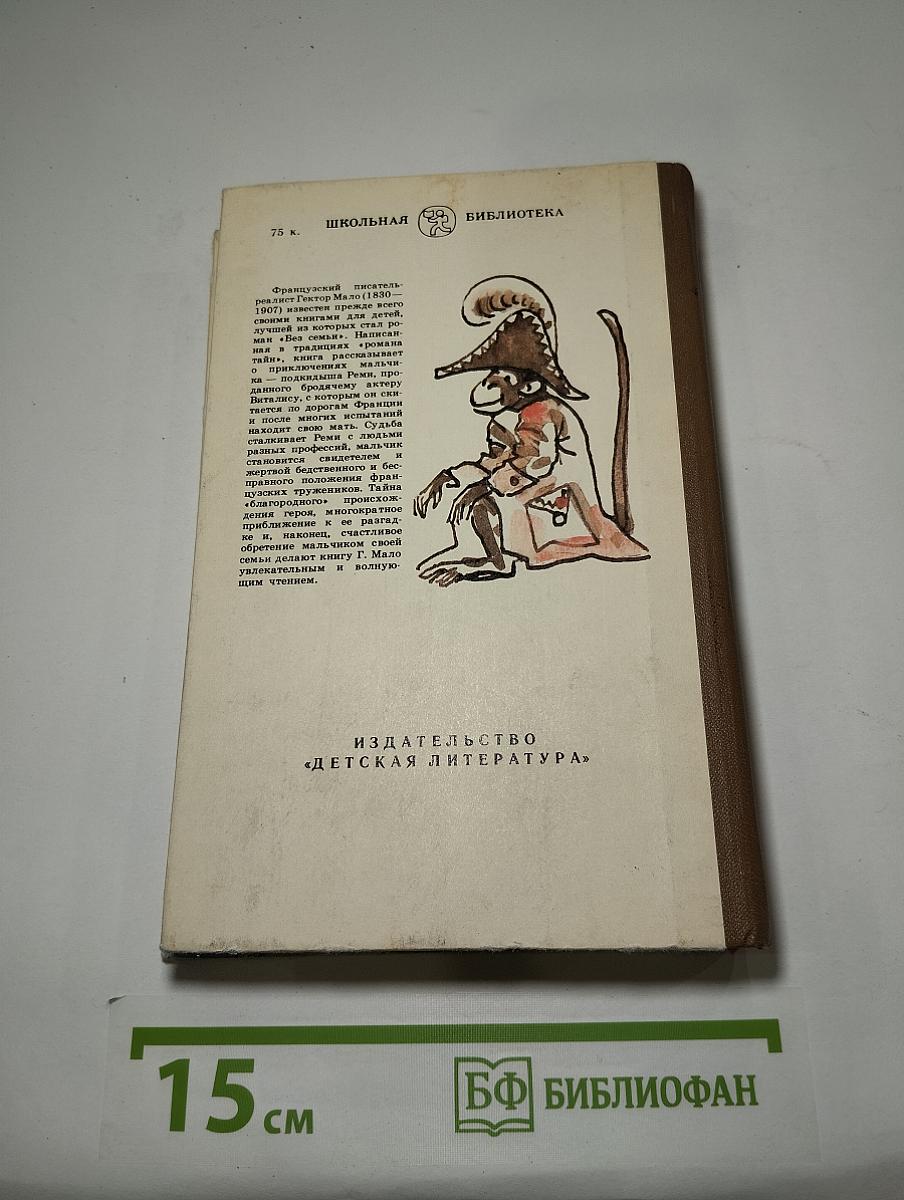 ШКОЛЬНАЯ БИБЛИОТЕКА
75 к.
Французский писатель-
реалист Гектор Мало (1830—
1907) известен прежде всего
своими книгами для детей,
лучшей из которых стал ро-
ман «Без семьи». Написан-
ная в традициях «романа
тайн», книга рассказывает
о приключениях мальчи-
ка — подкидыша Реми, про-
данного бродячему актеру
Виталису, с которым он ски-
тается по дорогам Франции
и после многих испытаний
находит свою мать. Судьба
сталкивает Реми с людьми
разных профессий, мальчик
становится свидетелем и
жертвой бедственного и бес-
правного положения фран-
цузских тружеников. Тайна
«благородного» происхож-
дения героя, многократное
приближение к ее разгад-
ке и, наконец, счастливое
обретение мальчиком своей
семьи делают книгу Г. Мало
увлекательным и волную-
щим чтением.
ИЗДАТЕЛЬСТВО
«ДЕТСКАЯ ЛИТЕРАТУРА»
15 см
БФ БИБЛИОФАН